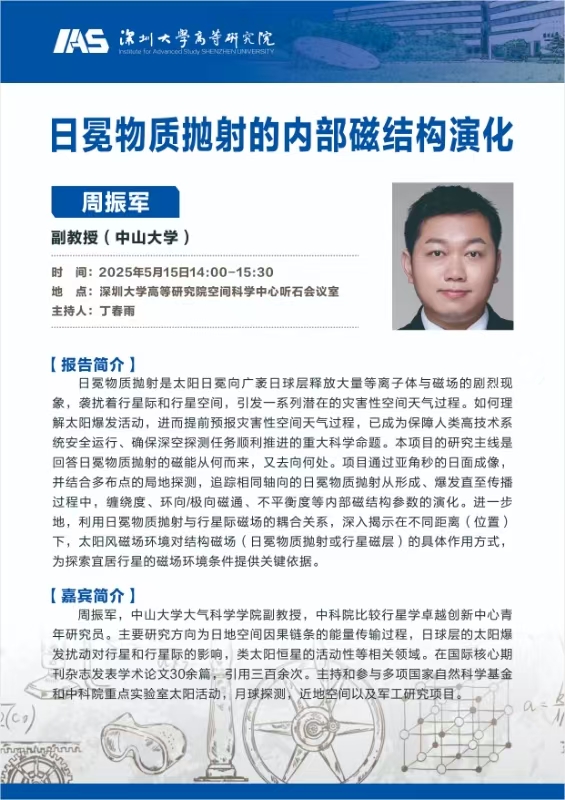 IAS 深圳大学高等研究院
Institute for Advanced Study SHENZHEN UNIVERSITY
日冕物质抛射的内部磁结构演化
周振军
副教授（中山大学）
时　间：2025年5月15日14:00-15:30
地　点：深圳大学高等研究院空间科学中心听石会议室
主持人：丁春雨
【报告简介】
日冕物质抛射是太阳日冕向广袤日球层释放大量等离子体与磁场的剧烈现
象，袭扰着行星际和行星空间，引发一系列潜在的灾害性空间天气过程。如何理
解太阳爆发活动，进而提前预报灾害性空间天气过程，已成为保障人类高技术系
统安全运行、确保深空探测任务顺利推进的重大科学命题。本项目的研究主线是
回答日冕物质抛射的磁能从何而来，又去向何处。项目通过亚角秒的日面成像，
并结合多布点的局地探测，追踪相同轴向的日冕物质抛射从形成、爆发直至传播
过程中，缠绕度、环向/极向磁通、不平衡度等内部磁结构参数的演化。进一步
地，利用日冕物质抛射与行星际磁场的耦合关系，深入揭示在不同距离（位置）
下，太阳风磁场环境对结构磁场（日冕物质抛射或行星磁层）的具体作用方式，
为探索宜居行星的磁场环境条件提供关键依据。
【嘉宾简介】
周振军，中山大学大气科学学院副教授，中科院比较行星学卓越创新中心青
年研究员。主要研究方向为日地空间因果链条的能量传输过程，日球层的太阳爆
发扰动对行星和行星际的影响，类太阳恒星的活动性等相关领域。在国际核心期
刊杂志发表学术论文30余篇，引用三百余次。主持和参与多项国家自然科学基金
和中科院重点实验室太阳活动，月球探测，近地空间以及军工研究项目。